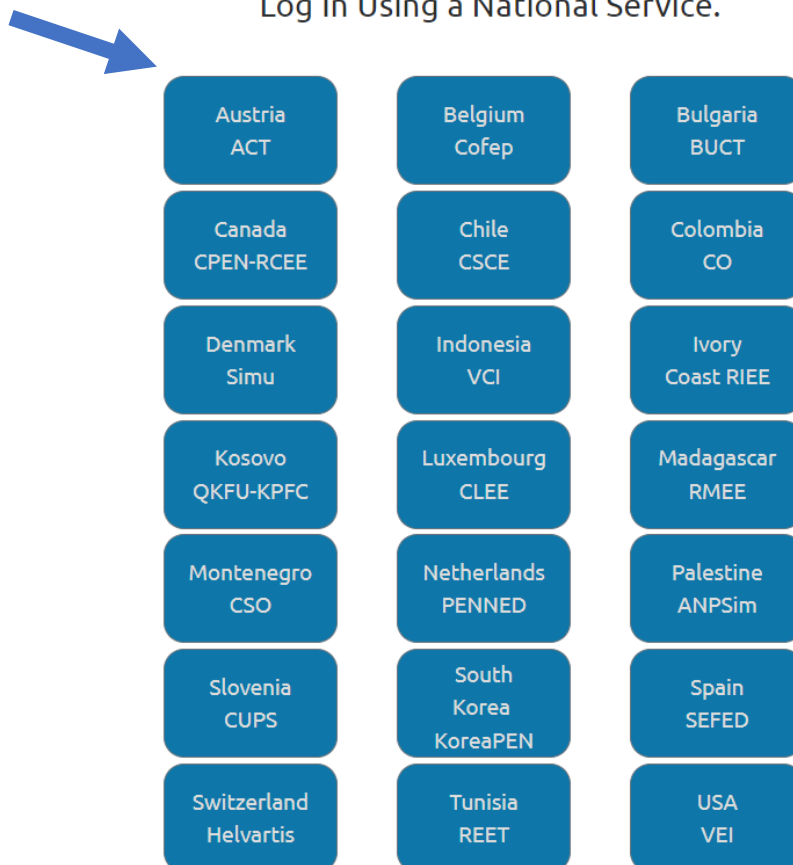 Log In Using a National Service.
Austria
ACT
Belgium
Cofep
Bulgaria
BUCT
Canada
CPEN-RCEE
Chile
CSCE
Colombia
CO
Denmark
Simu
Indonesia
VCI
Ivory
Coast RIEE
Kosovo
QKFU-KPFC
Luxembourg
CLEE
Madagascar
RMEE
Montenegro
CSO
Netherlands
PENNED
Palestine
ANPSim
Slovenia
CUPS
South
Korea
KoreaPEN
Spain
SEFED
Switzerland
Helvartis
Tunisia
REET
USA
VEI